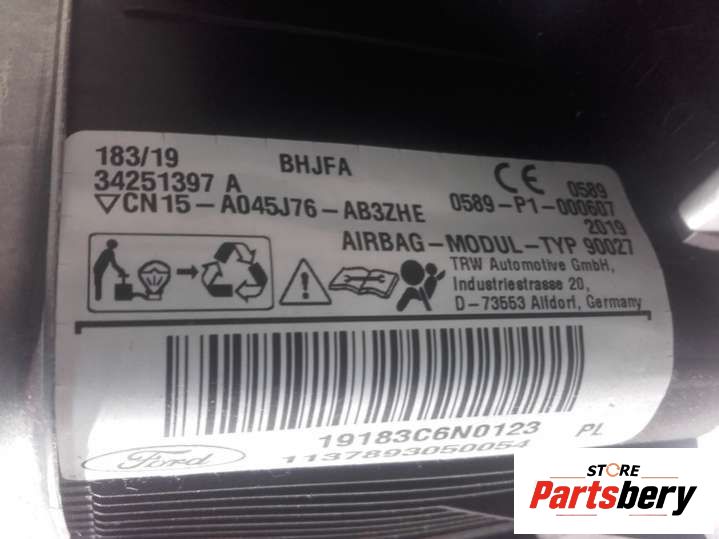 183/19 BHJFA
34251397 A
▽CN15-A045J76-AB3ZHE
0589
0589-P1-000607
2019
AIRBAG-MODUL-TYP 90027
TRW Automotive GmbH,
Industriestrasse 20,
D-73553 Alfdorf, Germany
19183C6N0123 PL
1137893050054
Ford
STORE
Partsbery